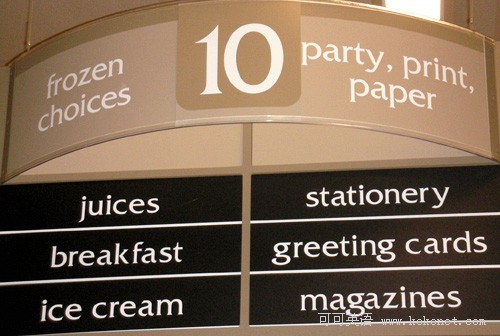 frozen
choices
10
party, print,
paper
juices
breakfast
ice cream
stationery
greeting cards
magazines
可可英语 www.kekenet.com